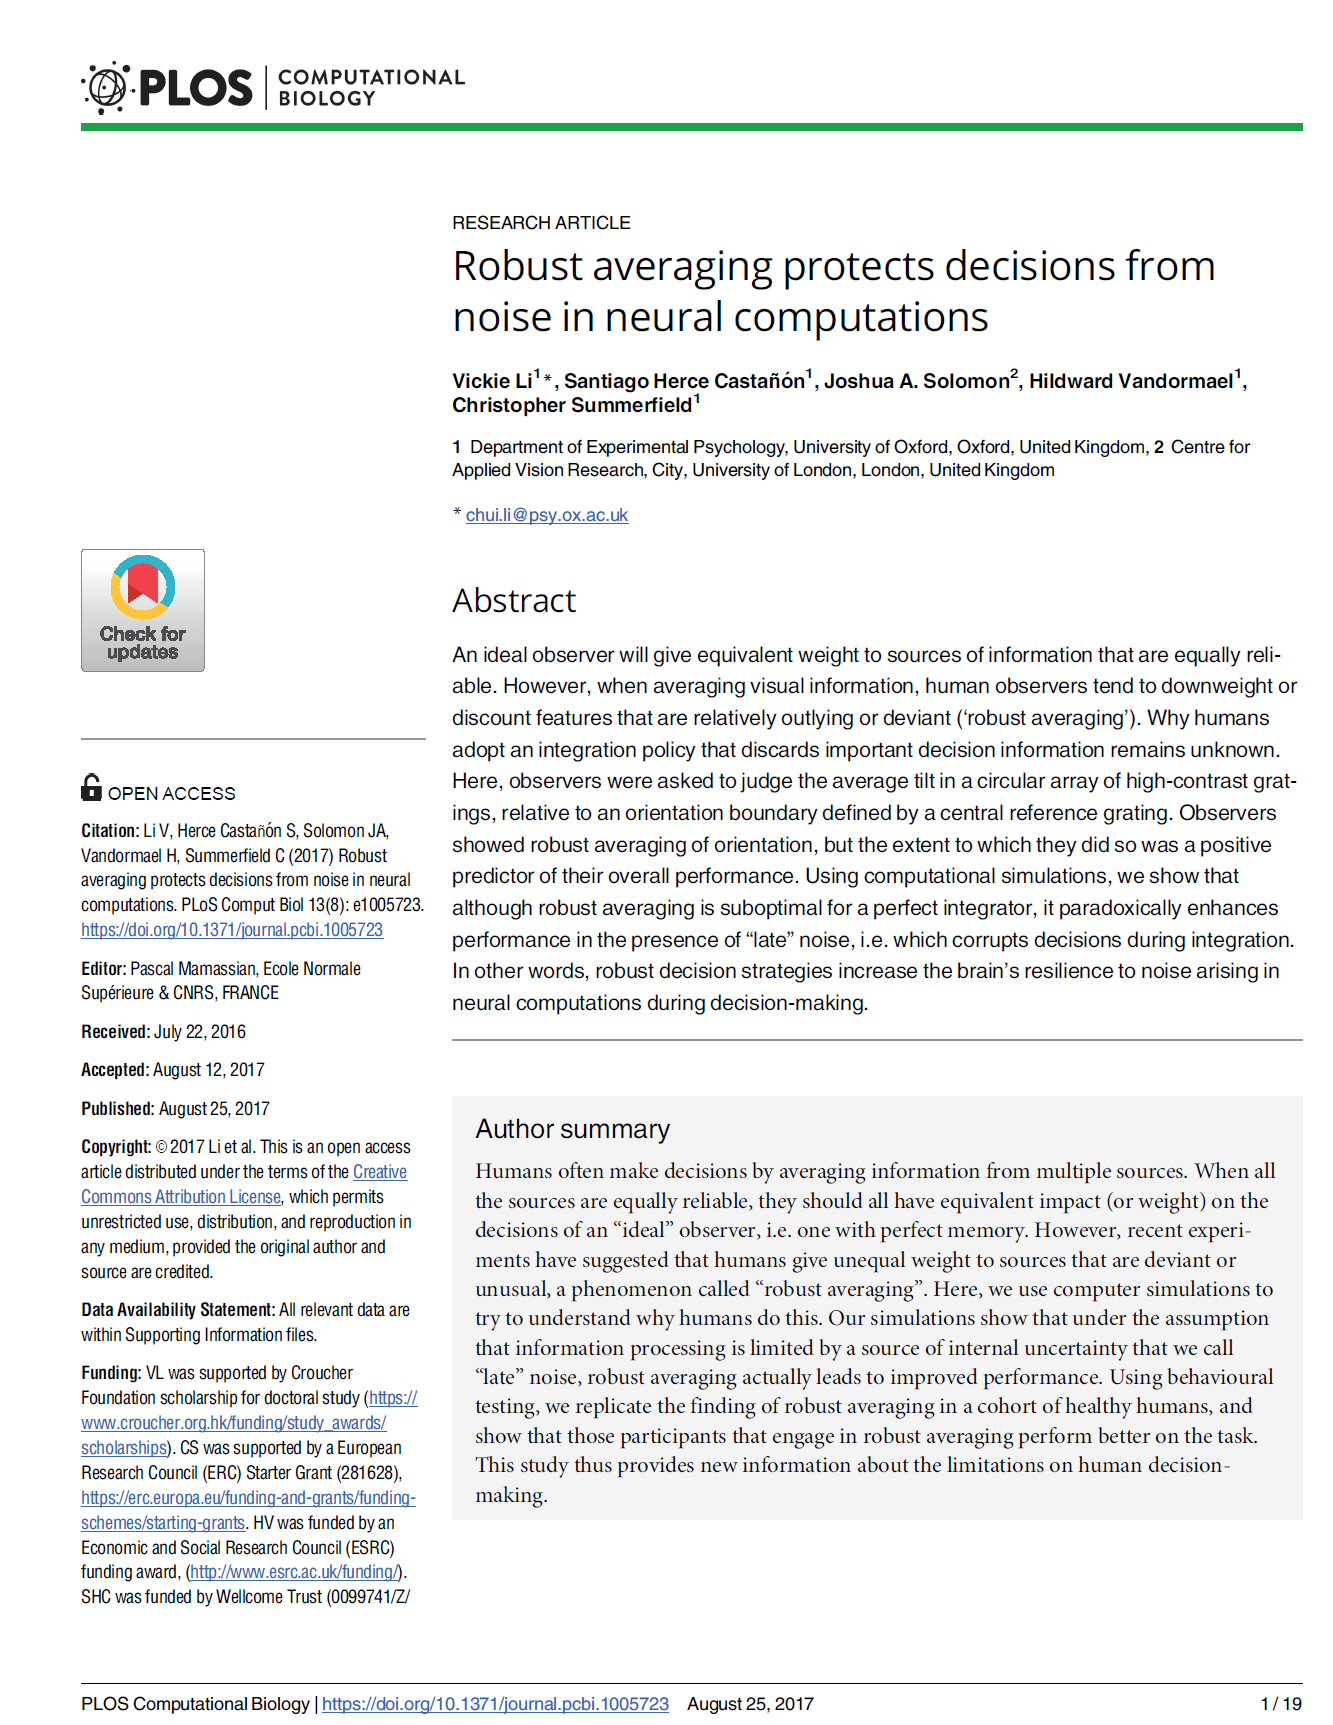 PLOS
COMPUTATIONAL
BIOLOGY
RESEARCH ARTICLE
Robust averaging protects decisions from
noise in neural computations
Vickie Li1*, Santiago Herce Castañón1, Joshua A. Solomon2, Hildward Vandormael1,
Christopher Summerfield1
1 Department of Experimental Psychology, University of Oxford, Oxford, United Kingdom, 2 Centre for
Applied Vision Research, City, University of London, London, United Kingdom
* chui.li@psy.ox.ac.uk
Check for
updates
Abstract
An ideal observer will give equivalent weight to sources of information that are equally reli-
able. However, when averaging visual information, human observers tend to downweight or
discount features that are relatively outlying or deviant (‘robust averaging’). Why humans
adopt an integration policy that discards important decision information remains unknown.
Here, observers were asked to judge the average tilt in a circular array of high-contrast grat-
ings, relative to an orientation boundary defined by a central reference grating. Observers
showed robust averaging of orientation, but the extent to which they did so was a positive
predictor of their overall performance. Using computational simulations, we show that
although robust averaging is suboptimal for a perfect integrator, it paradoxically enhances
performance in the presence of “late” noise, i.e. which corrupts decisions during integration.
In other words, robust decision strategies increase the brain’s resilience to noise arising in
neural computations during decision-making.
OPEN ACCESS
Citation: Li V, Herce Castañón S, Solomon JA,
Vandormael H, Summerfield C (2017) Robust
averaging protects decisions from noise in neural
computations. PLoS Comput Biol 13(8): e1005723.
https://doi.org/10.1371/journal.pcbi.1005723
Editor: Pascal Mamassian, Ecole Normale
Supérieure & CNRS, FRANCE
Received: July 22, 2016
Accepted: August 12, 2017
Published: August 25, 2017
Copyright: © 2017 Li et al. This is an open access
article distributed under the terms of the Creative
Commons Attribution License, which permits
unrestricted use, distribution, and reproduction in
any medium, provided the original author and
source are credited.
Data Availability Statement: All relevant data are
within Supporting Information files.
Funding: VL was supported by Croucher
Foundation scholarship for doctoral study (https://
www.croucher.org.hk/funding/study_awards/
scholarships). CS was supported by a European
Research Council (ERC) Starter Grant (281628),
https://erc.europa.eu/funding-and-grants/funding-
schemes/starting-grants. HV was funded by an
Economic and Social Research Council (ESRC)
funding award, (http://www.esrc.ac.uk/funding/).
SHC was funded by Wellcome Trust (0099741/Z/
Author summary
Humans often make decisions by averaging information from multiple sources. When all
the sources are equally reliable, they should all have equivalent impact (or weight) on the
decisions of an “ideal” observer, i.e. one with perfect memory. However, recent experi-
ments have suggested that humans give unequal weight to sources that are deviant or
unusual, a phenomenon called “robust averaging”. Here, we use computer simulations to
try to understand why humans do this. Our simulations show that under the assumption
that information processing is limited by a source of internal uncertainty that we call
“late” noise, robust averaging actually leads to improved performance. Using behavioural
testing, we replicate the finding of robust averaging in a cohort of healthy humans, and
show that those participants that engage in robust averaging perform better on the task.
This study thus provides new information about the limitations on human decision-
making.
PLOS Computational Biology | https://doi.org/10.1371/journal.pcbi.1005723 August 25, 2017
1 / 19